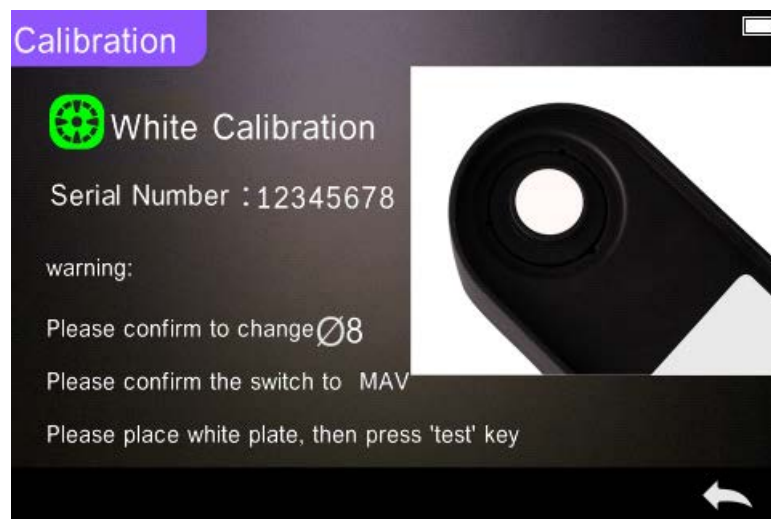 Calibration
White Calibration
Serial Number : 12345678
warning:
Please confirm to change Ø8
Please confirm the switch to MAV
Please place white plate, then press 'test' key